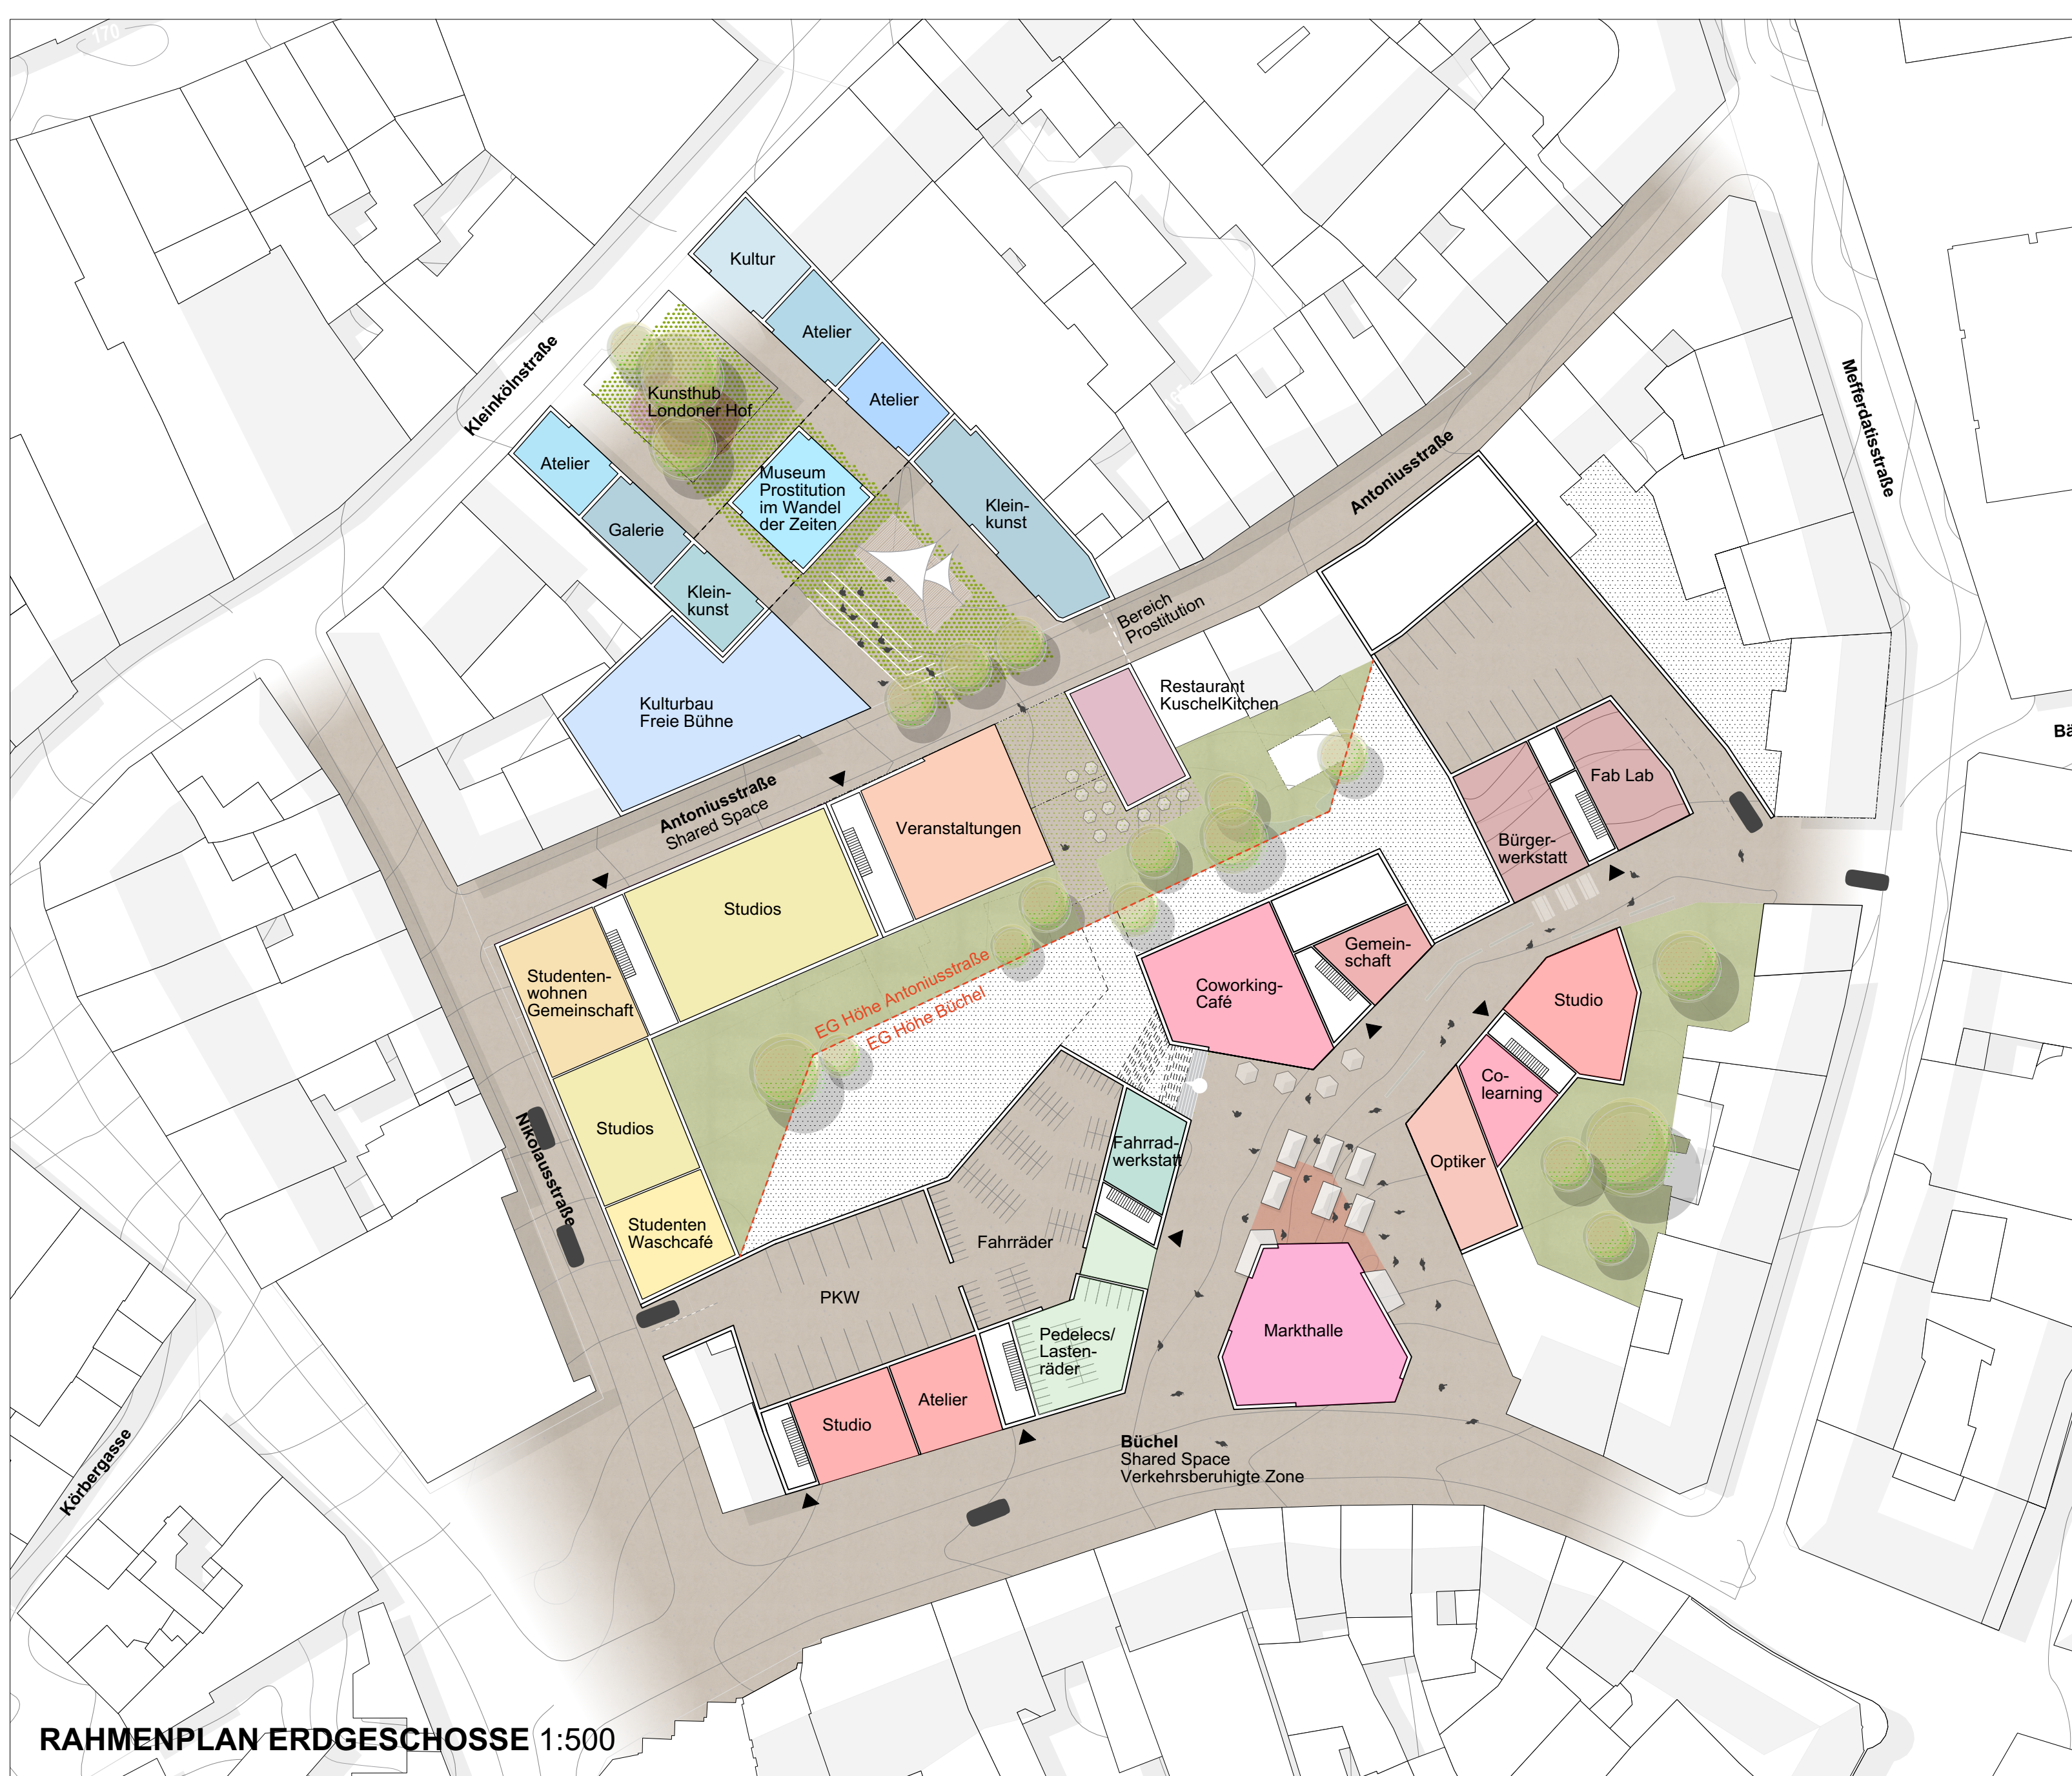 170
Kultur
Atelier
Atelier
Kunsthub
Londoner Hof
Kleinkölnstraße
Atelier
Galerie
Klein-
kunst
Museum
Prostitution
im Wandel
der Zeiten
Klein-
kunst
Antoniusstraße
Mefferdatisstraße
Bereich
Prostitution
Kulturbau
Freie Bühne
Restaurant
KuschelKitchen
Bä
Antoniusstraße
Shared Space
Veranstaltungen
Fab Lab
Bürger-
werkstatt
Studios
Studenten-
wohnen
Gemeinschaft
EG Höhe Antoniusstraße
EG Höhe Büchel
Coworking-
Café
Gemein-
schaft
Studio
Co-
learning
Optiker
Nikolausstraße
Studios
Studenten
Waschcafé
Fahrrad-
werkstatt
Fahrräder
PKW
Pedelecs/
Lasten-
räder
Markthalle
Studio
Atelier
Büchel
Shared Space
Verkehrsberuhigte Zone
Körbergasse
RAHMENPLAN ERDGESCHOSSE 1:500